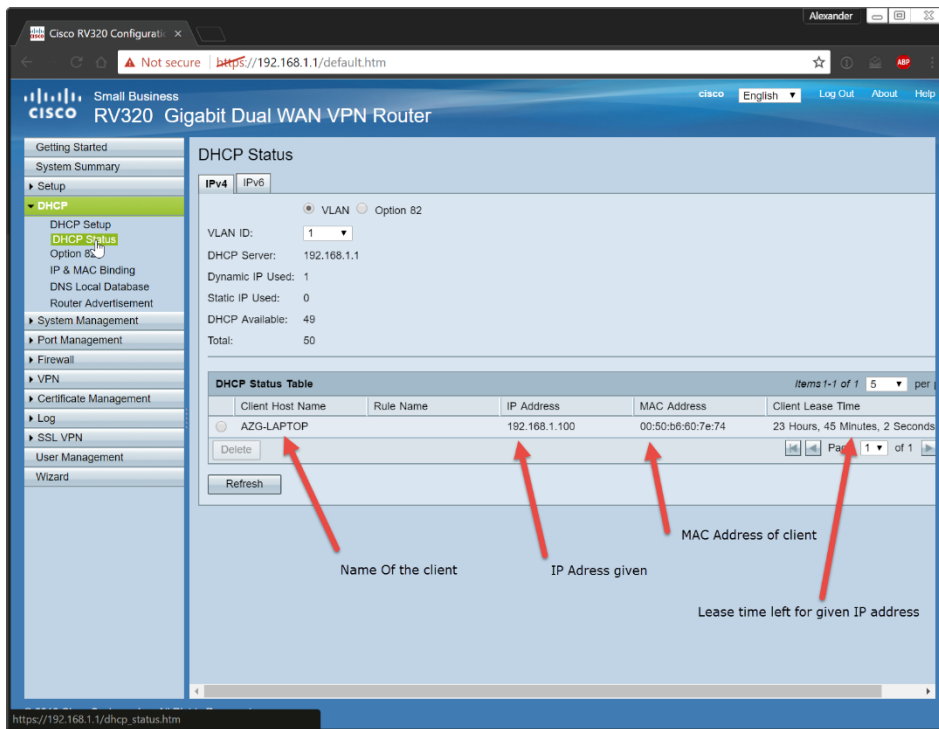 Alexander
Cisco RV320 Configuratio
Not secure https://192.168.1.1/default.htm
ABP
Small Business
cisco English Log Out About Help
CISCO RV320 Gigabit Dual WAN VPN Router
Getting Started
System Summary
Setup
DHCP
DHCP Setup
DHCP Status
Option 82
IP & MAC Binding
DNS Local Database
Router Advertisement
System Management
Port Management
Firewall
VPN
Certificate Management
Log
SSL VPN
User Management
Wizard
DHCP Status
IPv4 IPv6
VLAN Option 82
VLAN ID: 1
DHCP Server: 192.168.1.1
Dynamic IP Used: 1
Static IP Used: 0
DHCP Available: 49
Total: 50
DHCP Status Table Items 1-1 of 1 5 per
Client Host Name Rule Name IP Address MAC Address Client Lease Time
AZG-LAPTOP 192.168.1.100 00:50:b6:60:7e:74 23 Hours, 45 Minutes, 2 Seconds
Delete Page 1 of 1
Refresh
MAC Address of client
Name Of the client IP Adress given
Lease time left for given IP address
https://192.168.1.1/dhcp_status.htm